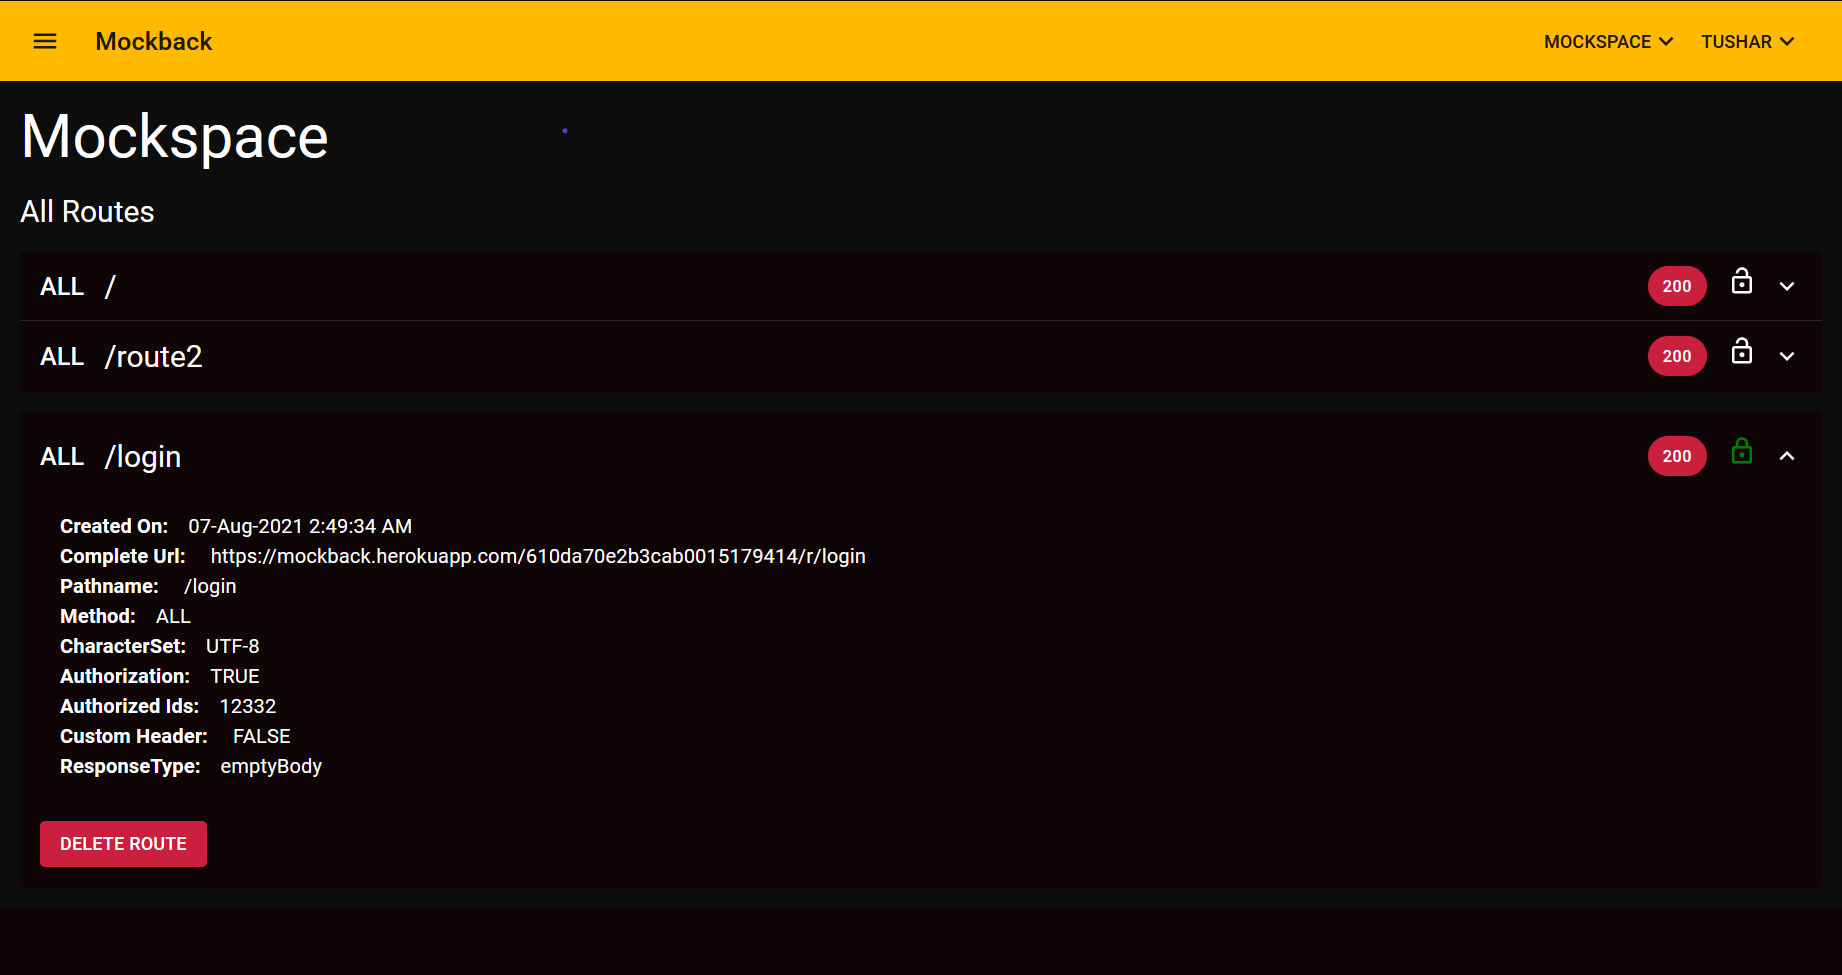 Mockback MOCKSPACE TUSHAR
Mockspace
All Routes
ALL / 200
ALL /route2 200
ALL /login 200
Created On: 07-Aug-2021 2:49:34 AM
Complete Url: https://mockback.herokuapp.com/610da70e2b3cab0015179414/r/login
Pathname: /login
Method: ALL
CharacterSet: UTF-8
Authorization: TRUE
Authorized Ids: 12332
Custom Header: FALSE
ResponseType: emptyBody
DELETE ROUTE